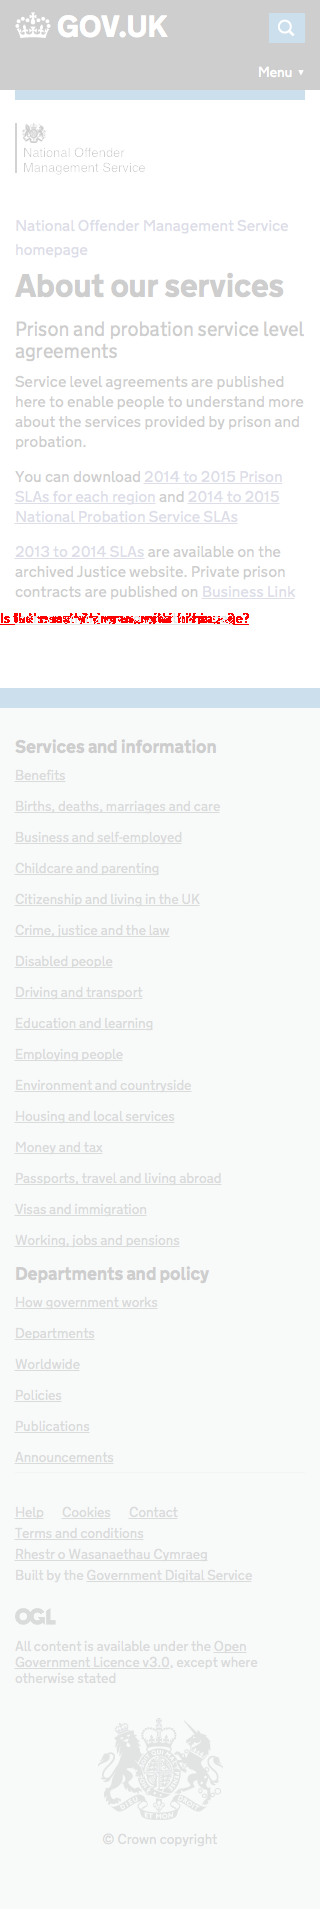 GOV.UK
Menu ▼
National Offender
Management Service
National Offender Management Service
homepage
About our services
Prison and probation service level
agreements
Service level agreements are published
here to enable people to understand more
about the services provided by prison and
probation.
You can download 2014 to 2015 Prison
SLAs for each region and 2014 to 2015
National Probation Service SLAs
2013 to 2014 SLAs are available on the
archived Justice website. Private prison
contracts are published on Business Link
Is
Services and information
Benefits
Births, deaths, marriages and care
Business and self-employed
Childcare and parenting
Citizenship and living in the UK
Crime, justice and the law
Disabled people
Driving and transport
Education and learning
Employing people
Environment and countryside
Housing and local services
Money and tax
Passports, travel and living abroad
Visas and immigration
Working, jobs and pensions
Departments and policy
How government works
Departments
Worldwide
Policies
Publications
Announcements
Help Cookies Contact
Terms and conditions
Rhestr o Wasanaethau Cymraeg
Built by the Government Digital Service
OGL
All content is available under the Open
Government Licence v3.0, except where
otherwise stated
© Crown copyright